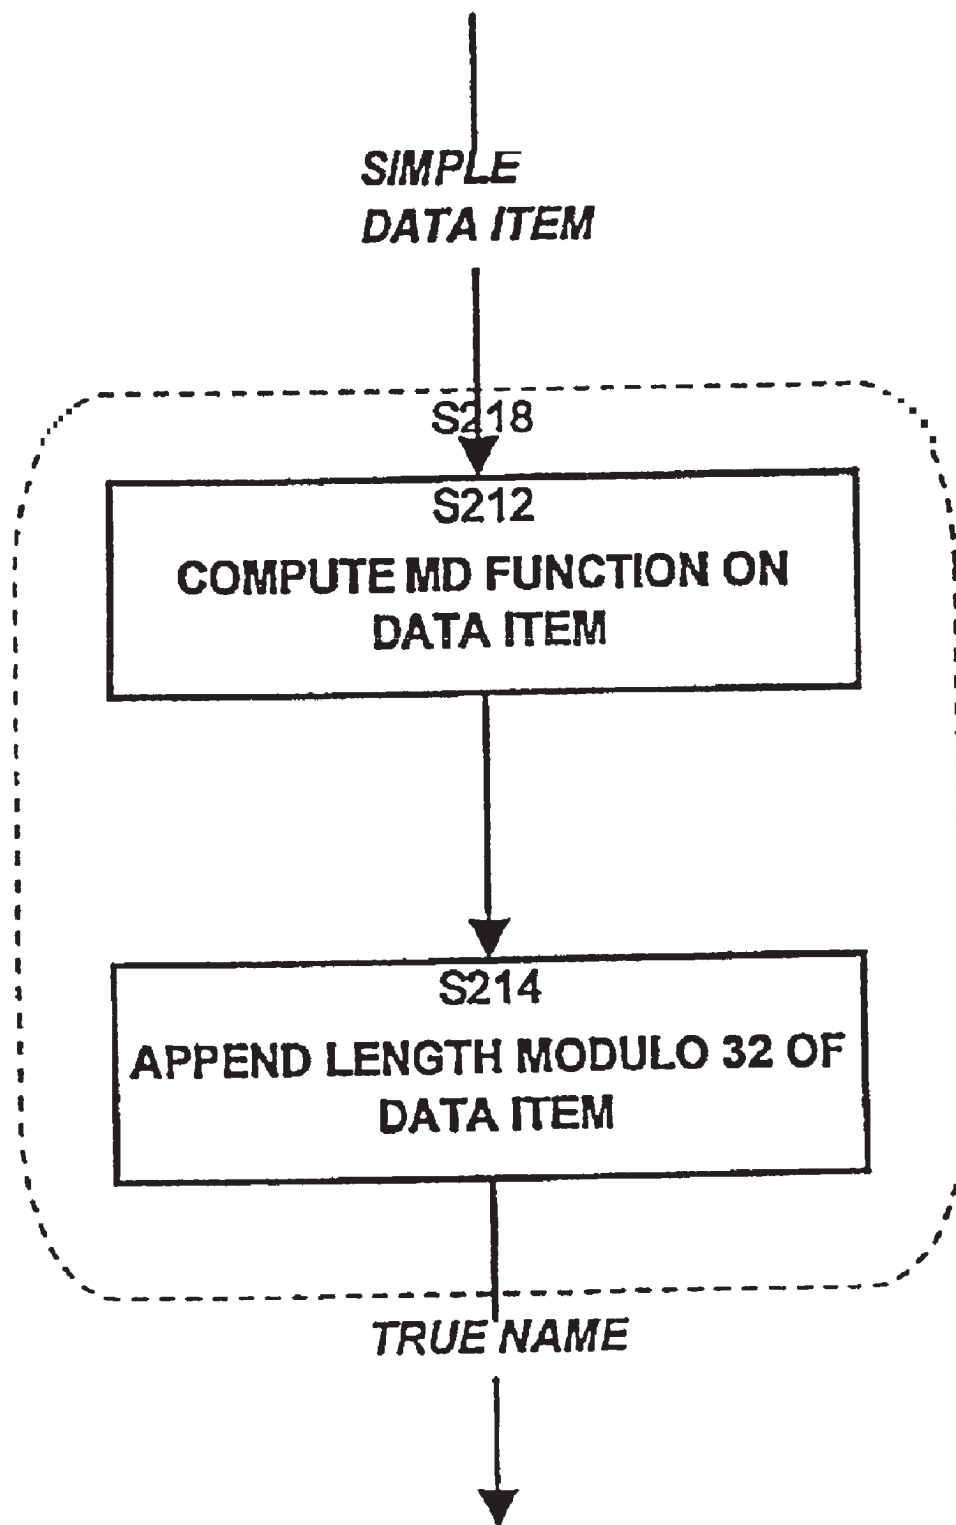 SIMPLE
DATA ITEM
S218
S212
COMPUTE MD FUNCTION ON
DATA ITEM
S214
APPEND LENGTH MODULO 32 OF
DATA ITEM
TRUE NAME